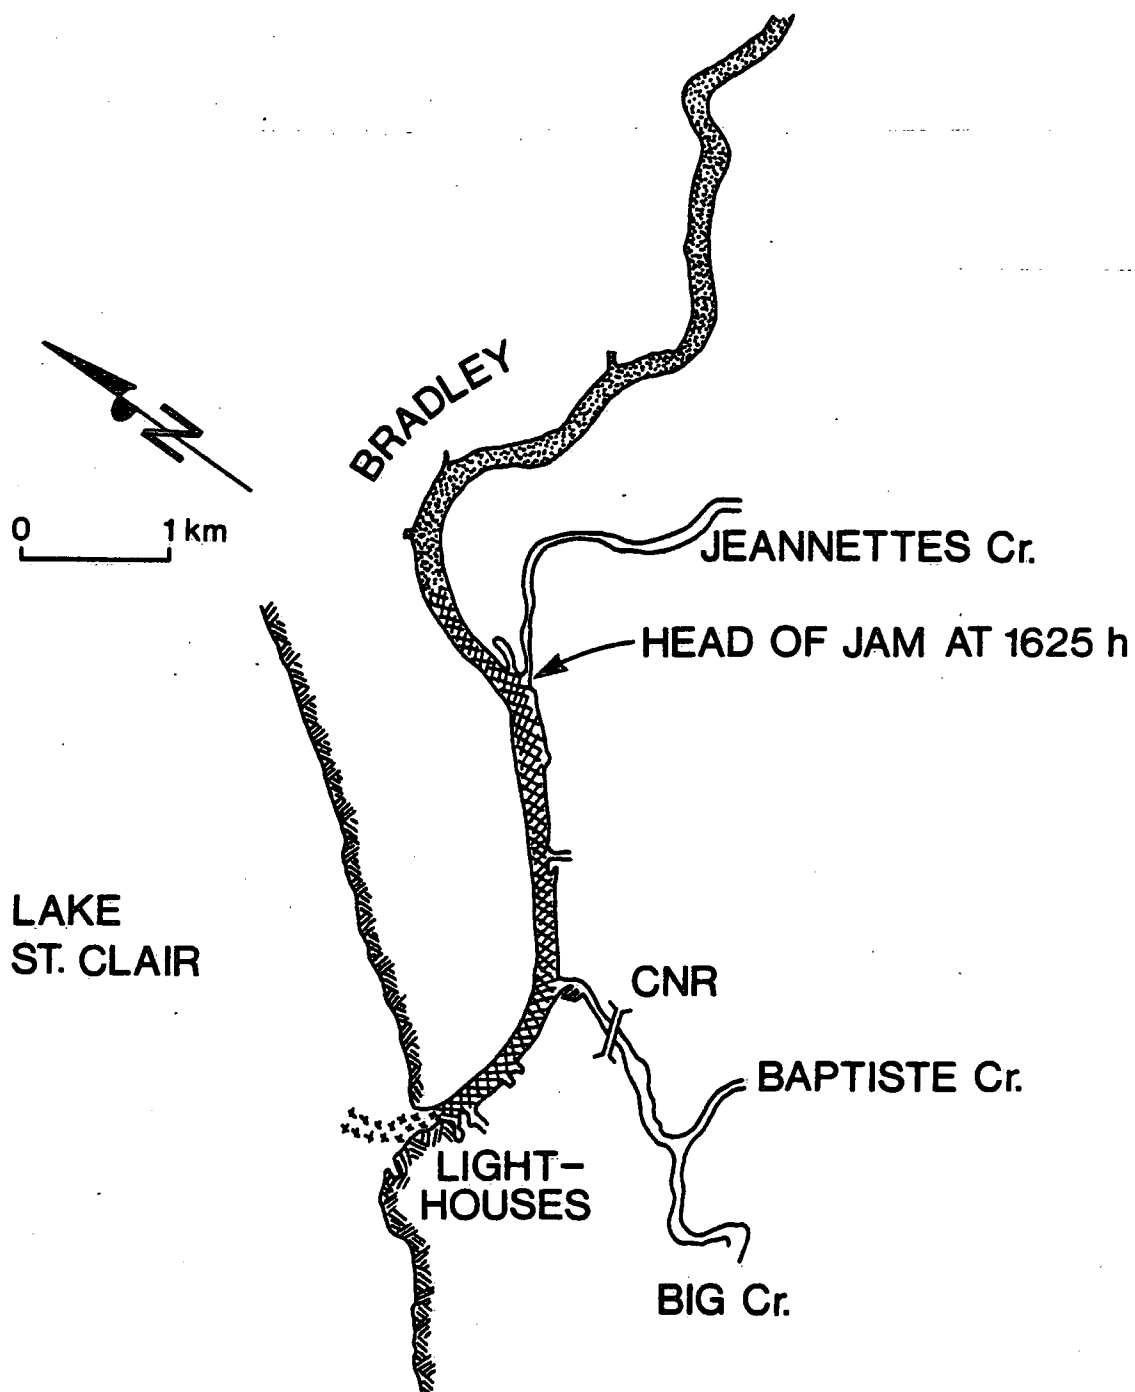 BRADLEY
N
0 1 km
JEANNETTES Cr.
HEAD OF JAM AT 1625 h
LAKE
ST. CLAIR
CNR
BAPTISTE Cr.
LIGHT-
HOUSES
BIG Cr.